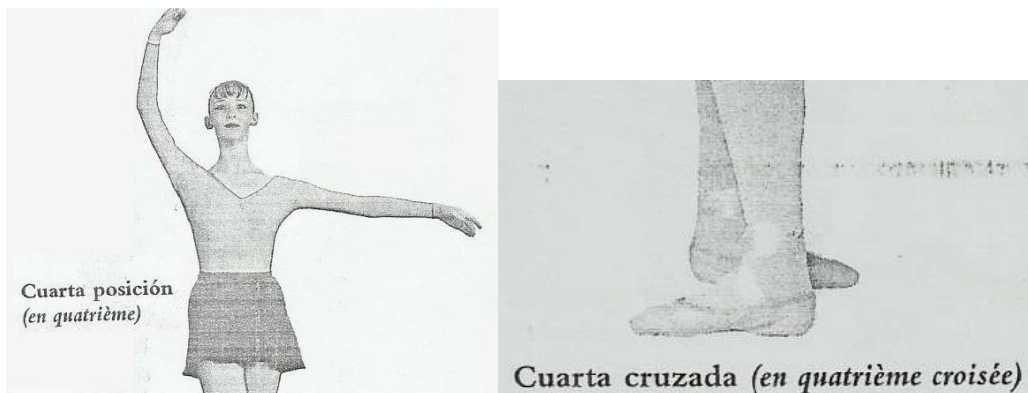 Cuarta posición
(en quatrième)
Cuarta cruzada (en quatrième croisée)